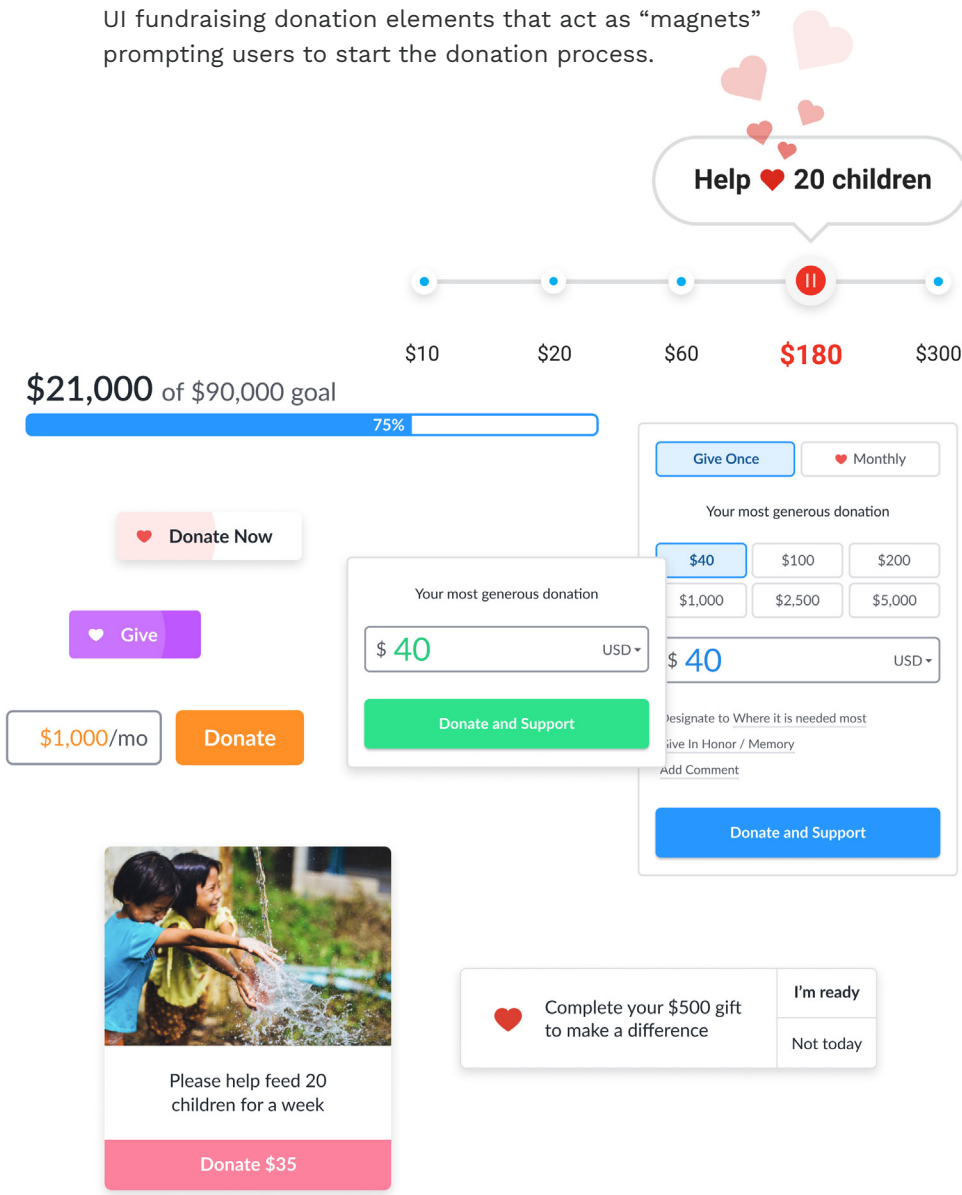 UI fundraising donation elements that act as “magnets”
prompting users to start the donation process.
Help 20 children
$10 $20 $60 $180 $300
$21,000 of $90,000 goal
75%
Give Once Monthly
Your most generous donation
$40 $100 $200
$1,000 $2,500 $5,000
$ 40 USD
Designate to Where it is needed most
Give In Honor / Memory
Add Comment
Donate and Support
Donate Now
Give
$1,000/mo Donate
Your most generous donation
$ 40 USD
Donate and Support
Please help feed 20
children for a week
Donate $35
Complete your $500 gift
to make a difference
I’m ready
Not today